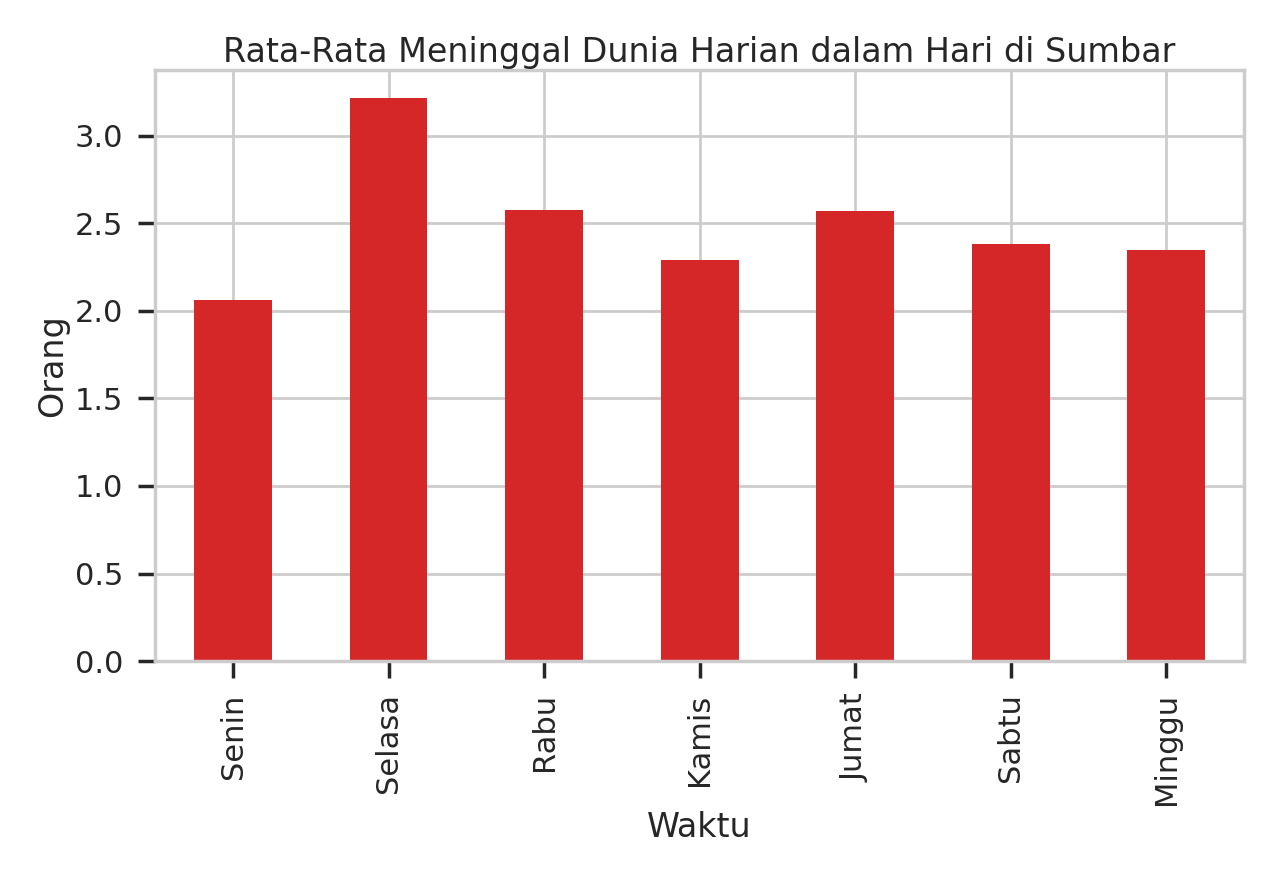 Rata-Rata Meninggal Dunia Harian dalam Hari di Sumbar
Orang
3.0
2.5
2.0
1.5
1.0
0.5
0.0
Senin
Selasa
Rabu
Kamis
Jumat
Sabtu
Minggu
Waktu